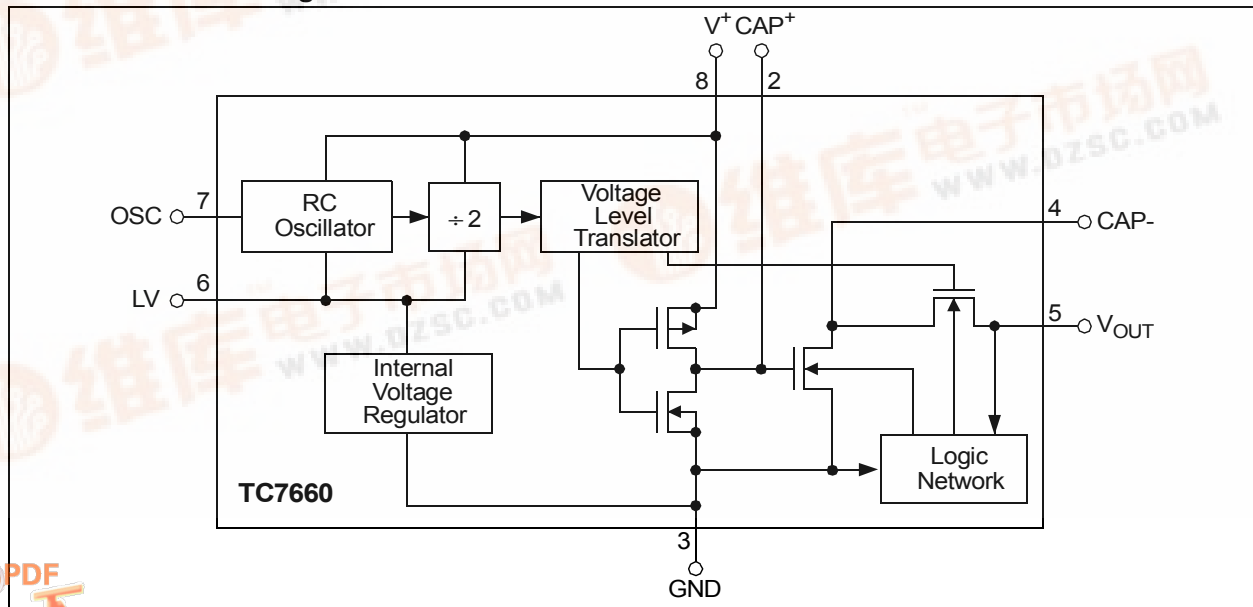 V+ CAP+
8
2
RC
Oscillator
÷2
Voltage
Level
Translator
OSC
7
4
CAP-
LV
6
5
VOUT
Internal
Voltage
Regulator
Logic
Network
TC7660
3
GND
PDF
维库电子市场网
WWW.DZSC.COM
维库电子市场网
WWW.DZSC.COM
维库